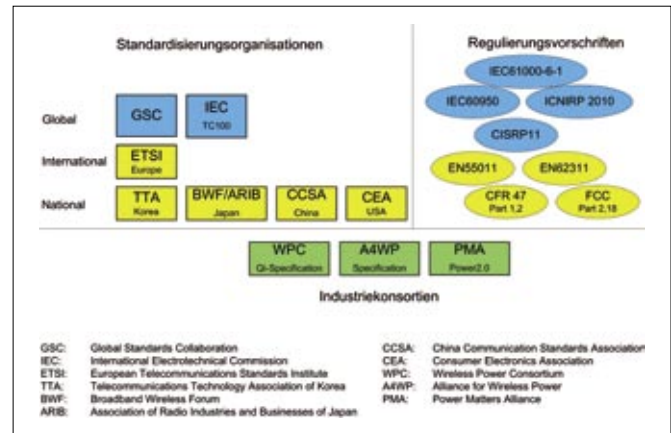 Standardisierungsorganisationen
Regulierungsvorschriften
Global
GSC
IEC
TC100
International
ETSI
Europe
National
TTA
Korea
BWF/ARIB
Japan
CCSA
China
CEA
USA
IEC61000-6-1
IEC60950
ICNIRP 2010
CISRP11
EN55011
EN62311
CFR 47
Part 1,2
FCC
Part 2,18
WPC
Qi-Specification
A4WP
Specification
PMA
Power2.0
Industriekonsortien
GSC: Global Standards Collaboration
IEC: International Electrotechnical Commission
ETSI: European Telecommunications Standards Institute
TTA: Telecommunications Technology Association of Korea
BWF: Broadband Wireless Forum
ARIB: Association of Radio Industries and Businesses of Japan
CCSA: China Communication Standards Association
CEA: Consumer Electronics Association
WPC: Wireless Power Consortium
A4WP: Alliance for Wireless Power
PMA: Power Matters Alliance